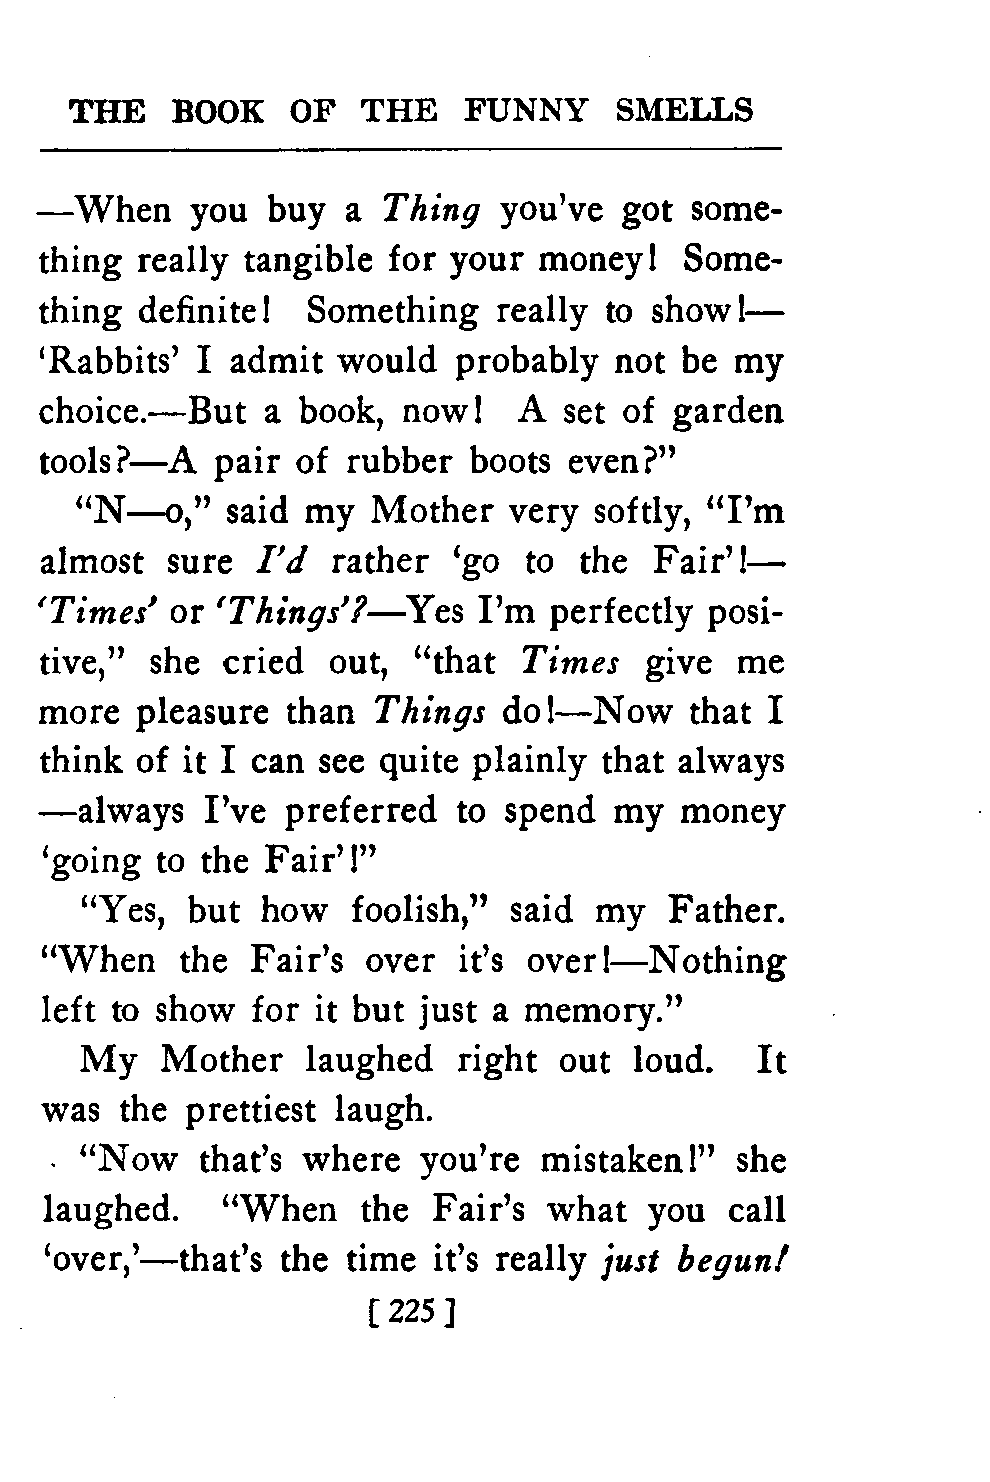 THE BOOK OF THE FUNNY SMELLS
—When you buy a Thing you've got some-
thing really tangible for your money! Some-
thing definite! Something really to show!—
‘Rabbits’ I admit would probably not be my
choice.—But a book, now! A set of garden
tools?—A pair of rubber boots even?”
“N—o,” said my Mother very softly, “I'm
almost sure I'd rather ‘go to the Fair’!—
‘Times’ or ‘Things’?—Yes I'm perfectly posi-
tive,” she cried out, “that Times give me
more pleasure than Things do!—Now that I
think of it I can see quite plainly that always
—always I've preferred to spend my money
‘going to the Fair’!”
“Yes, but how foolish,” said my Father.
“When the Fair's over it's over!—Nothing
left to show for it but just a memory.”
My Mother laughed right out loud. It
was the prettiest laugh.
“Now that's where you're mistaken!” she
laughed. “When the Fair's what you call
‘over,’—that's the time it's really just begun!
[ 225 ]